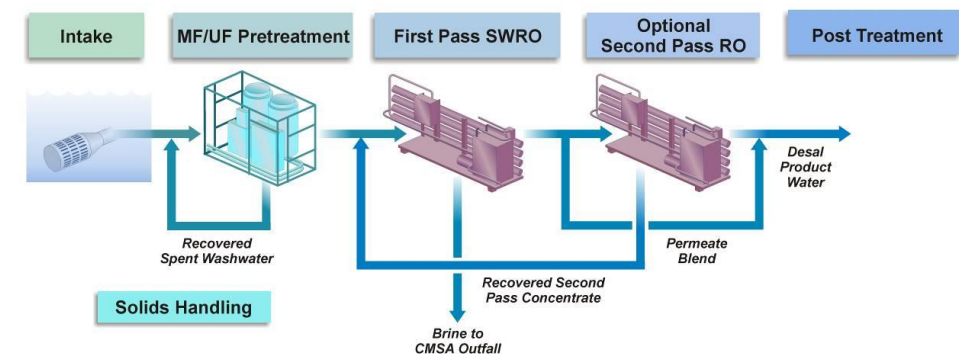 Intake
MF/UF Pretreatment
First Pass SWRO
Optional
Second Pass RO
Post Treatment
Desal
Product
Water
Recovered
Spent Washwater
Permeate
Blend
Recovered Second
Pass Concentrate
Solids Handling
Brine to
CMSA Outfall